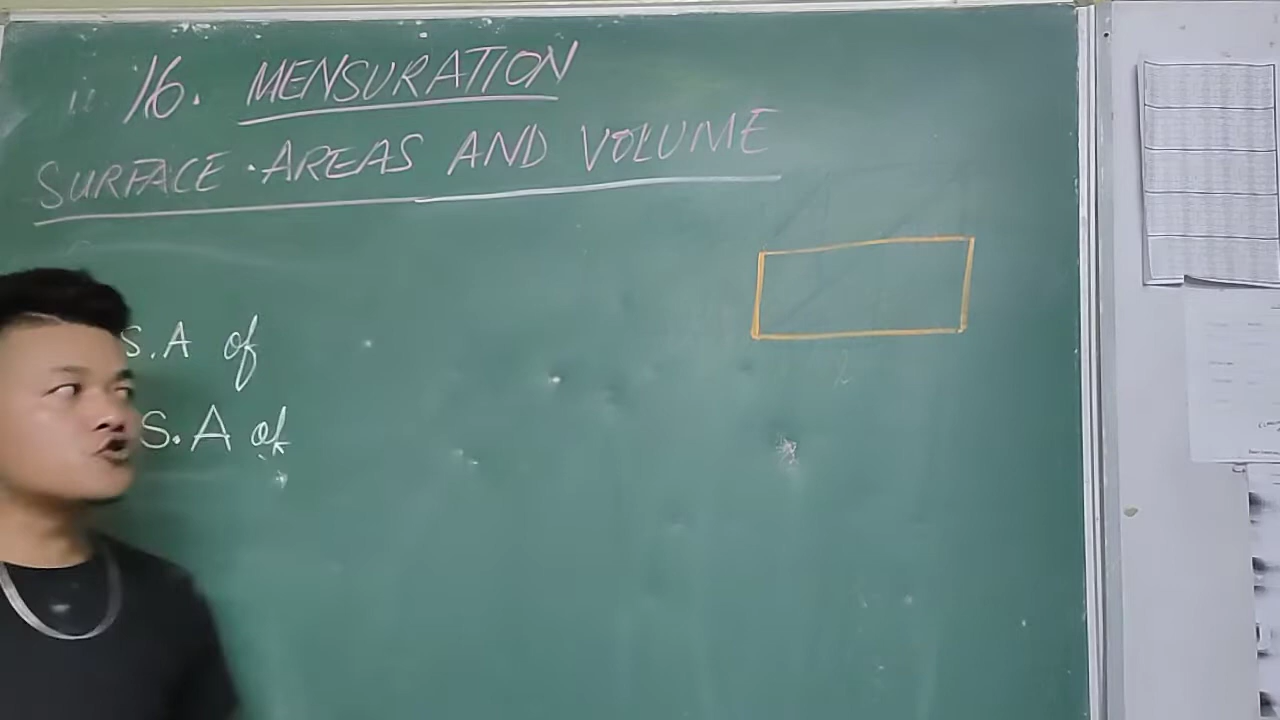 16. MENSURATION
SURFACE AREAS AND VOLUME
S.A of
S.A of